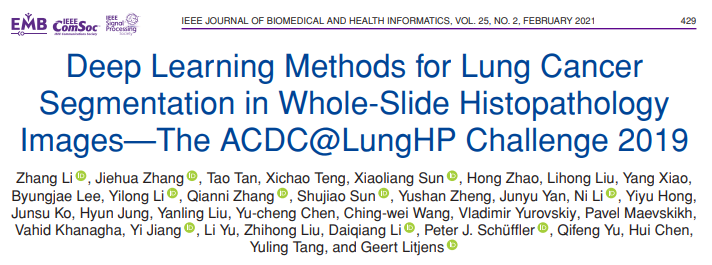 EMB IEEE ComSoc IEEE Signal Processing Society IEEE JOURNAL OF BIOMEDICAL AND HEALTH INFORMATICS, VOL. 25, NO. 2, FEBRUARY 2021 429
Deep Learning Methods for Lung Cancer
Segmentation in Whole-Slide Histopathology
Images—The ACDC@LungHP Challenge 2019
Zhang Li, Jiehua Zhang, Tao Tan, Xichao Teng, Xiaoliang Sun, Hong Zhao, Lihong Liu, Yang Xiao,
Byungjae Lee, Yilong Li, Qianni Zhang, Shujiao Sun, Yushan Zheng, Junyu Yan, Ni Li, Yiyu Hong,
Junsu Ko, Hyun Jung, Yanling Liu, Yu-cheng Chen, Ching-wei Wang, Vladimir Yurovskiy, Pavel Maevskikh,
Vahid Khanagha, Yi Jiang, Li Yu, Zhihong Liu, Daiqiang Li, Peter J. Schüffler, Qifeng Yu, Hui Chen,
Yuling Tang, and Geert Litjens